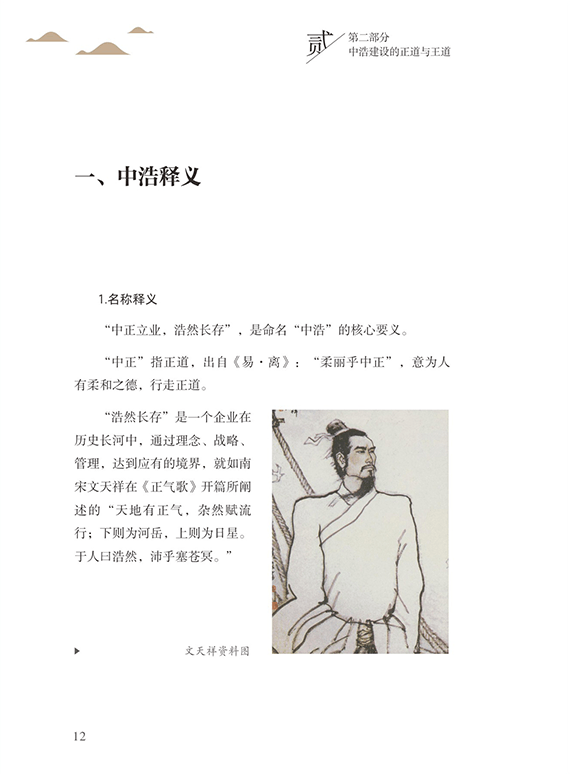 贰
第二部分
中浩建设的正道与王道
一、中浩释义
1.名称释义
“中正立业，浩然长存”，是命名“中浩”的核心要义。
“中正”指正道，出自《易·离》：“柔丽乎中正”，意为人
有柔和之德，行走正道。
“浩然长存”是一个企业在
历史长河中，通过理念、战略、
管理，达到应有的境界，就如南
宋文天祥在《正气歌》开篇所阐
述的“天地有正气，杂然赋流
行；下则为河岳，上则为日星。
于人曰浩然，沛乎塞苍冥。”
文天祥资料图
12